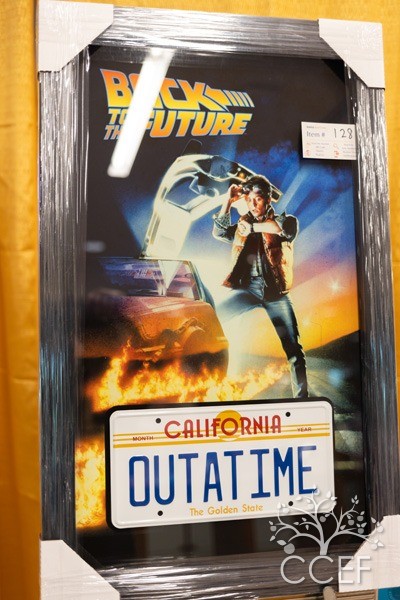 BACK
TO
THE FUTURE
Item # 128
CALIFORNIA
MONTH
YEAR
OUTATIME
The Golden State
CCEF